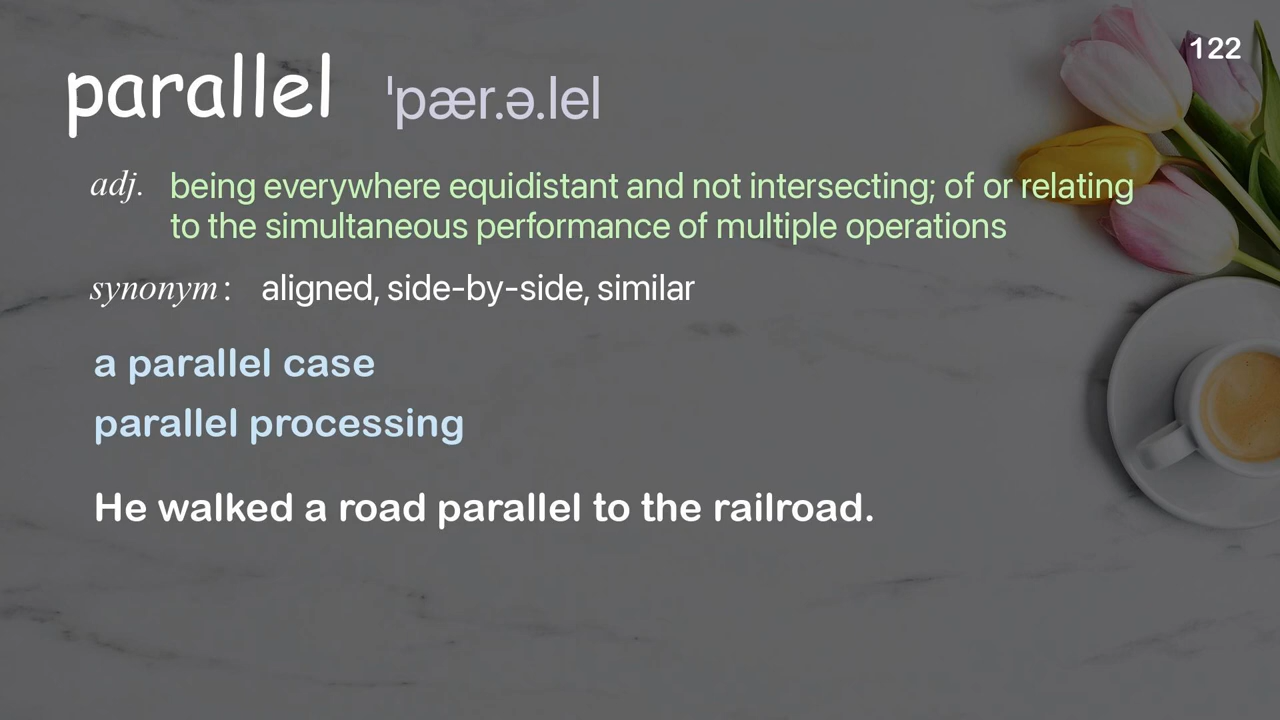 122
parallel ˈpær.ə.lel
adj. being everywhere equidistant and not intersecting; of or relating
to the simultaneous performance of multiple operations
synonym: aligned, side-by-side, similar
a parallel case
parallel processing
He walked a road parallel to the railroad.